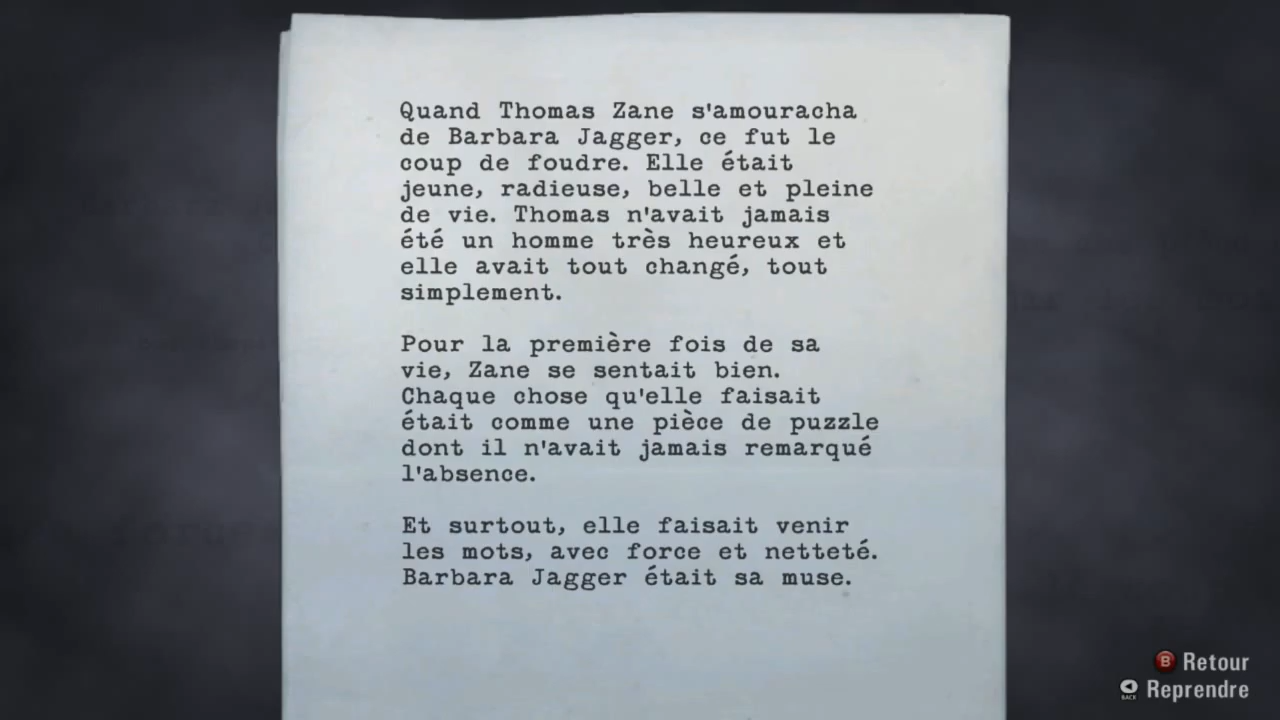 Quand Thomas Zane s'amouracha
de Barbara Jagger, ce fut le
coup de foudre. Elle était
jeune, radieuse, belle et pleine
de vie. Thomas n'avait jamais
été un homme très heureux et
elle avait tout changé, tout
simplement.
Pour la première fois de sa
vie, Zane se sentait bien.
Chaque chose qu'elle faisait
était comme une pièce de puzzle
dont il n'avait jamais remarqué
l'absence.
Et surtout, elle faisait venir
les mots, avec force et netteté.
Barbara Jagger était sa muse.
B Retour
BACK Reprendre